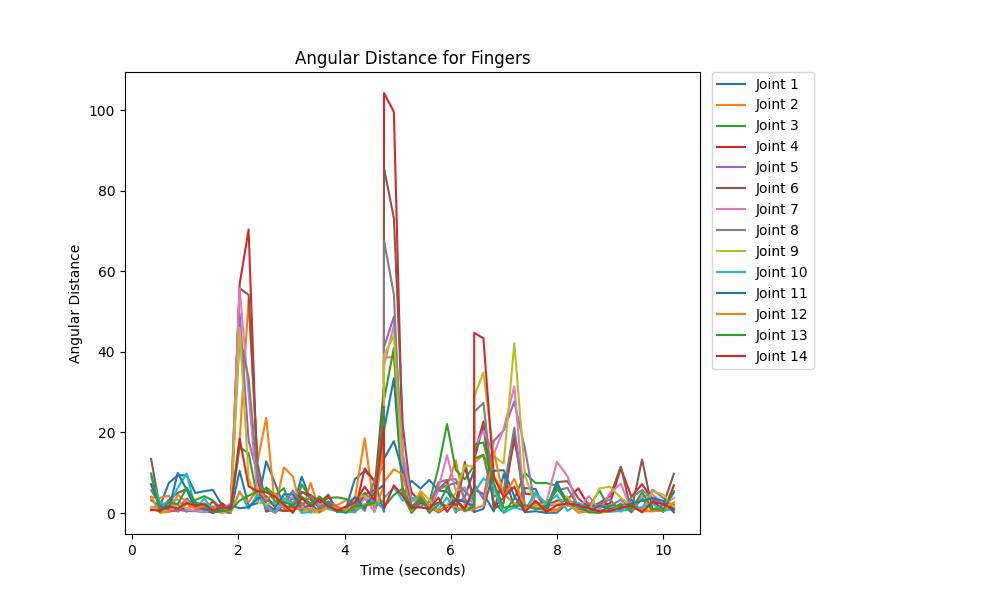 Angular Distance for Fingers
Angular Distance
100
80
60
40
20
0
0 2 4 6 8 10
Time (seconds)
Joint 1
Joint 2
Joint 3
Joint 4
Joint 5
Joint 6
Joint 7
Joint 8
Joint 9
Joint 10
Joint 11
Joint 12
Joint 13
Joint 14